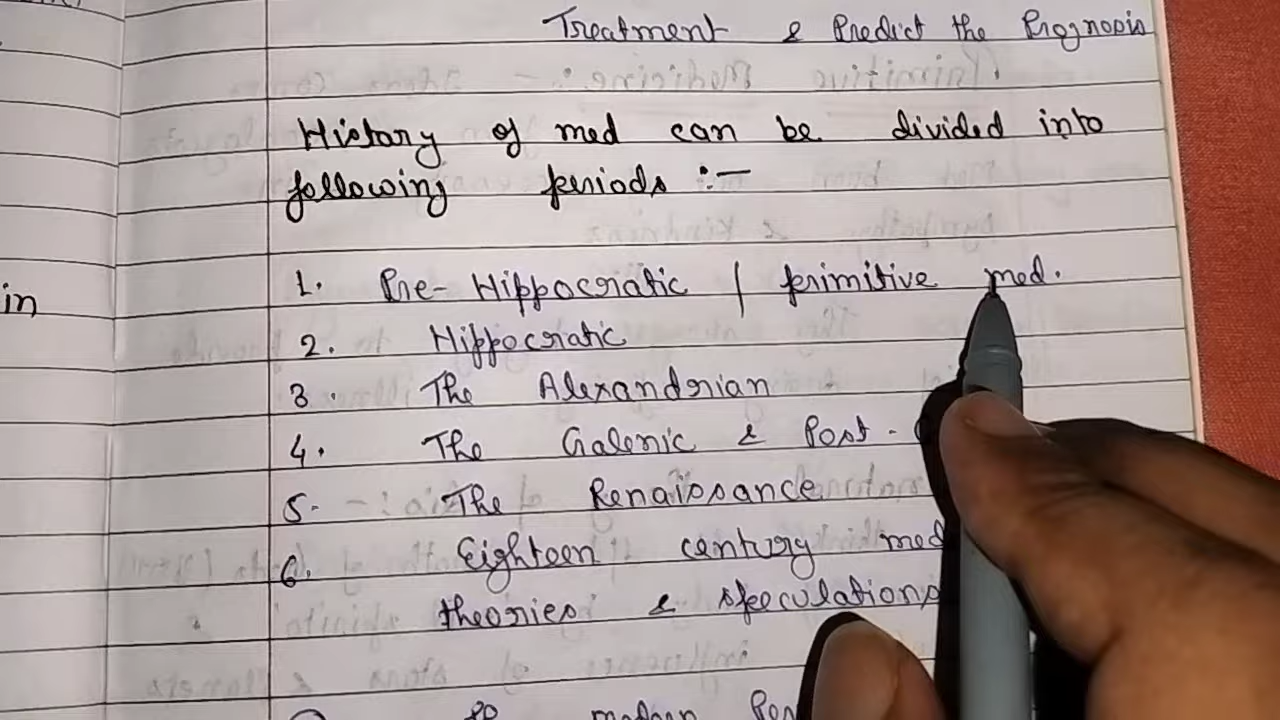 Treatment & Predict the Prognosis
History of med can be divided into
following periods :-
1. Pre-Hippocratic / primitive med.
in
2. Hippocratic
3. The Alexandrian
4. The Galenic & Post -
5. The Renaissance
6. Eighteen century med
theories & speculations